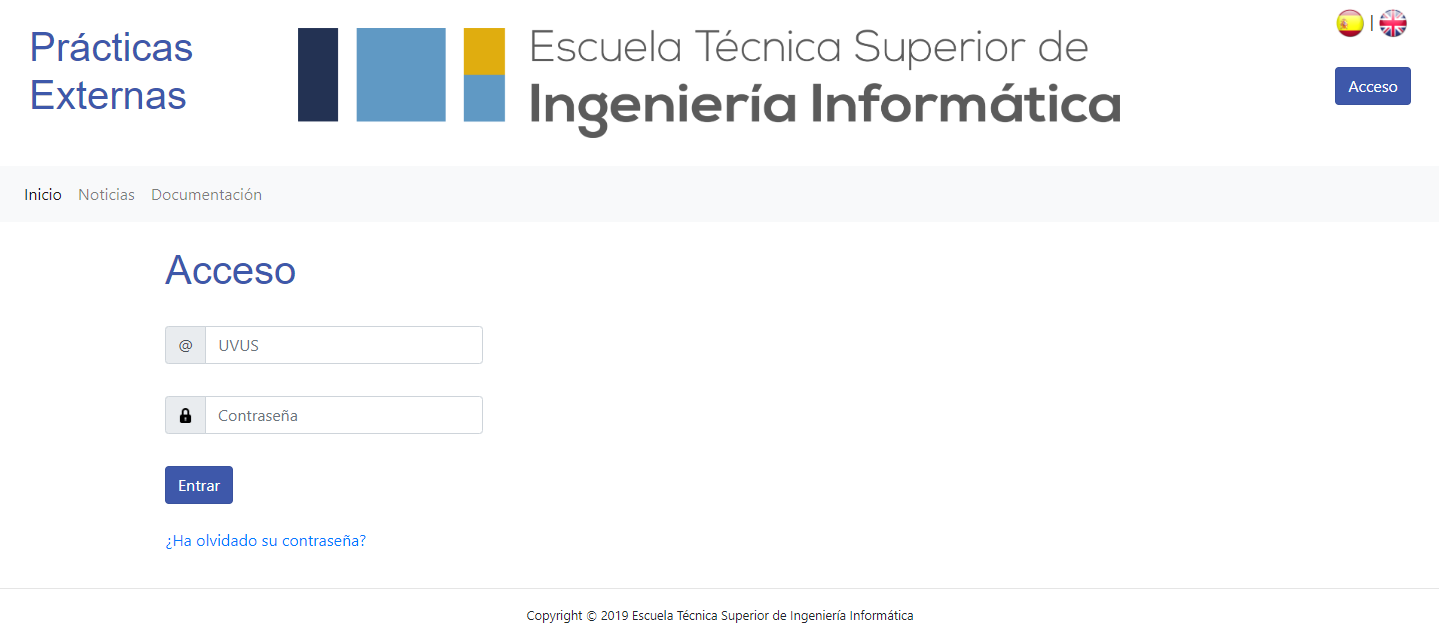 Prácticas
Externas
Escuela Técnica Superior de
Ingeniería Informática
|
Acceso
Inicio Noticias Documentación
Acceso
@ UVUS
Contraseña
Entrar
¿Ha olvidado su contraseña?
Copyright © 2019 Escuela Técnica Superior de Ingeniería Informática